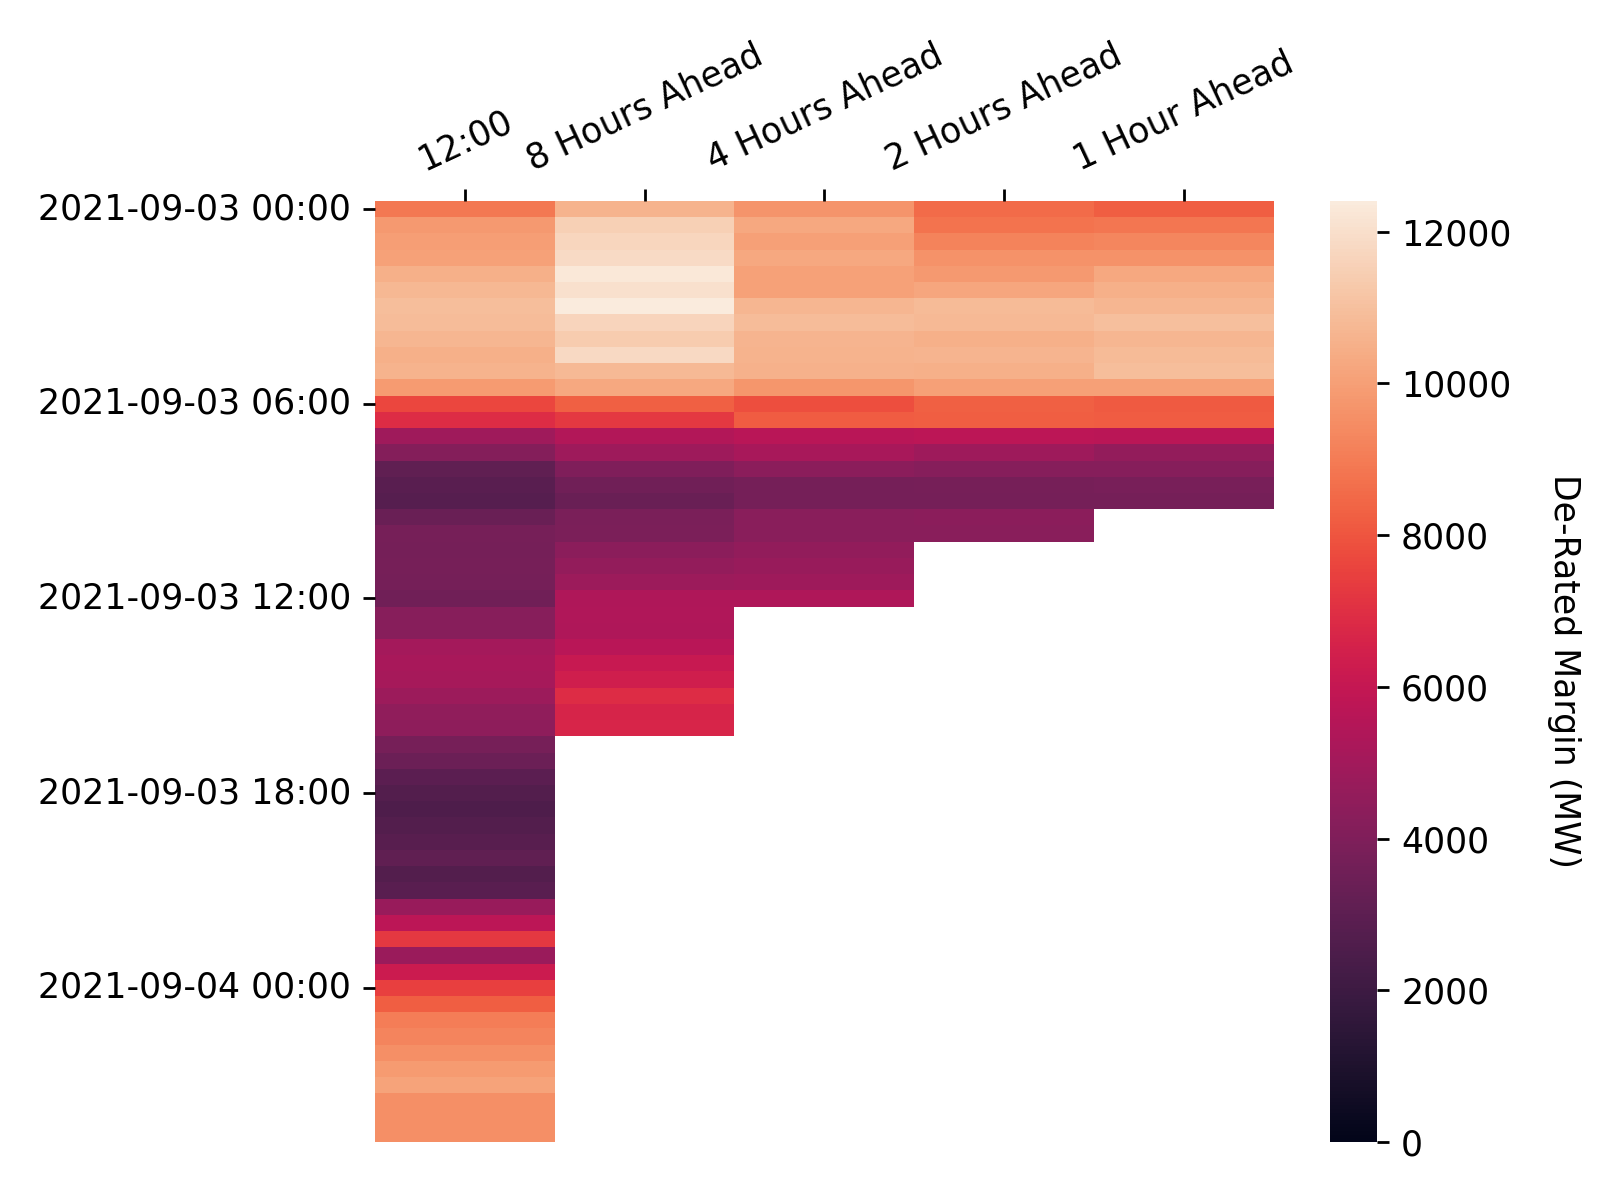 12:00
8 Hours Ahead
4 Hours Ahead
2 Hours Ahead
1 Hour Ahead
2021-09-03 00:00
2021-09-03 06:00
2021-09-03 12:00
2021-09-03 18:00
2021-09-04 00:00
12000
10000
8000
6000
4000
2000
0
De-Rated Margin (MW)